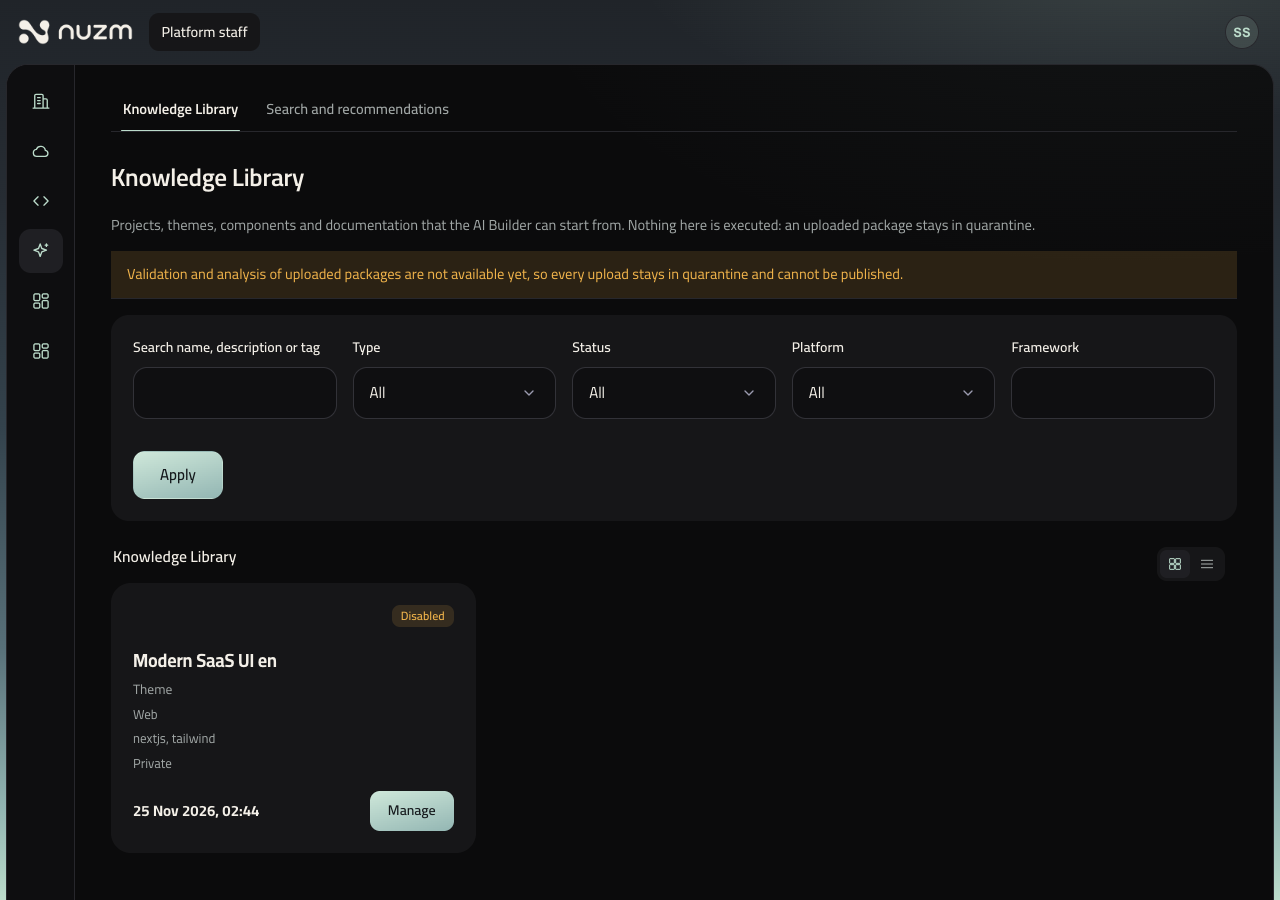 nuzm
Platform staff
SS
Knowledge Library
Search and recommendations
Knowledge Library
Projects, themes, components and documentation that the AI Builder can start from. Nothing here is executed: an uploaded package stays in quarantine.
Validation and analysis of uploaded packages are not available yet, so every upload stays in quarantine and cannot be published.
Search name, description or tag
Type
Status
Platform
Framework
All
All
All
Apply
Knowledge Library
Disabled
Modern SaaS UI en
Theme
Web
nextjs, tailwind
Private
25 Nov 2026, 02:44
Manage